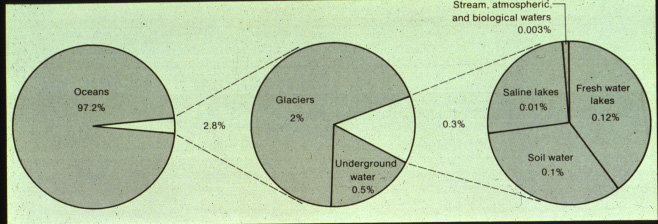 Oceans
97.2%
2.8%
Glaciers
2%
Underground
water
0.5%
0.3%
Stream, atmospheric,
and biological waters
0.003%
Saline lakes
0.01%
Fresh water
lakes
0.12%
Soil water
0.1%